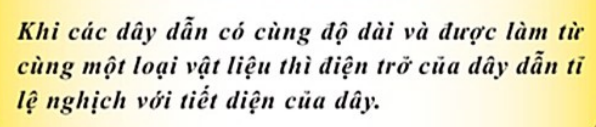 Khi các dây dẫn có cùng độ dài và được làm từ
cùng một loại vật liệu thì điện trở của dây dẫn tỉ
lệ nghịch với tiết diện của dây.